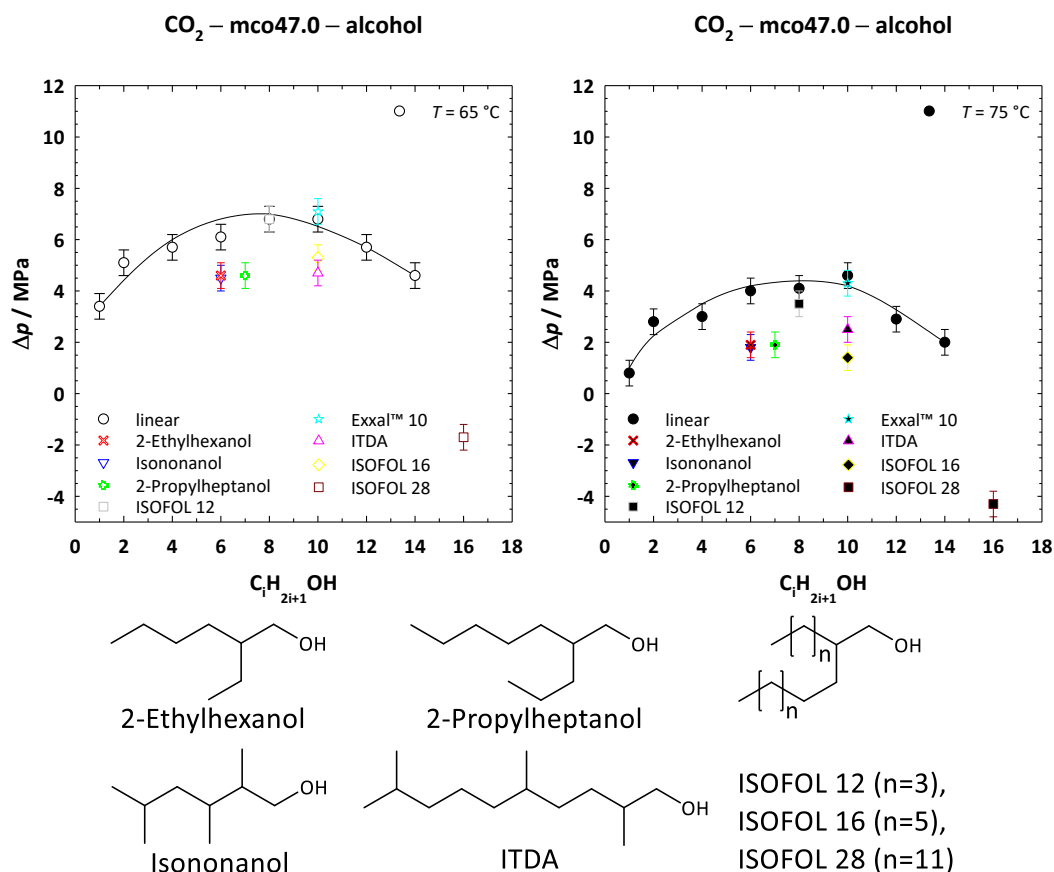 CO₂ – mco47.0 – alcohol
12
10
8
6
4
2
0
-2
-4
Δp / MPa
T = 65 °C
linear
2-Ethylhexanol
Isononanol
2-Propylheptanol
ISOFOL 12
Exxal™ 10
ITDA
ISOFOL 16
ISOFOL 28
0 2 4 6 8 10 12 14 16 18
CᵢH₂ᵢ₊₁OH
CO₂ – mco47.0 – alcohol
12
10
8
6
4
2
0
-2
-4
Δp / MPa
T = 75 °C
linear
2-Ethylhexanol
Isononanol
2-Propylheptanol
ISOFOL 12
Exxal™ 10
ITDA
ISOFOL 16
ISOFOL 28
0 2 4 6 8 10 12 14 16 18
CᵢH₂ᵢ₊₁OH
OH
2-Ethylhexanol
OH
2-Propylheptanol
n
OH
n
OH
Isononanol
OH
ITDA
ISOFOL 12 (n=3),
ISOFOL 16 (n=5),
ISOFOL 28 (n=11)